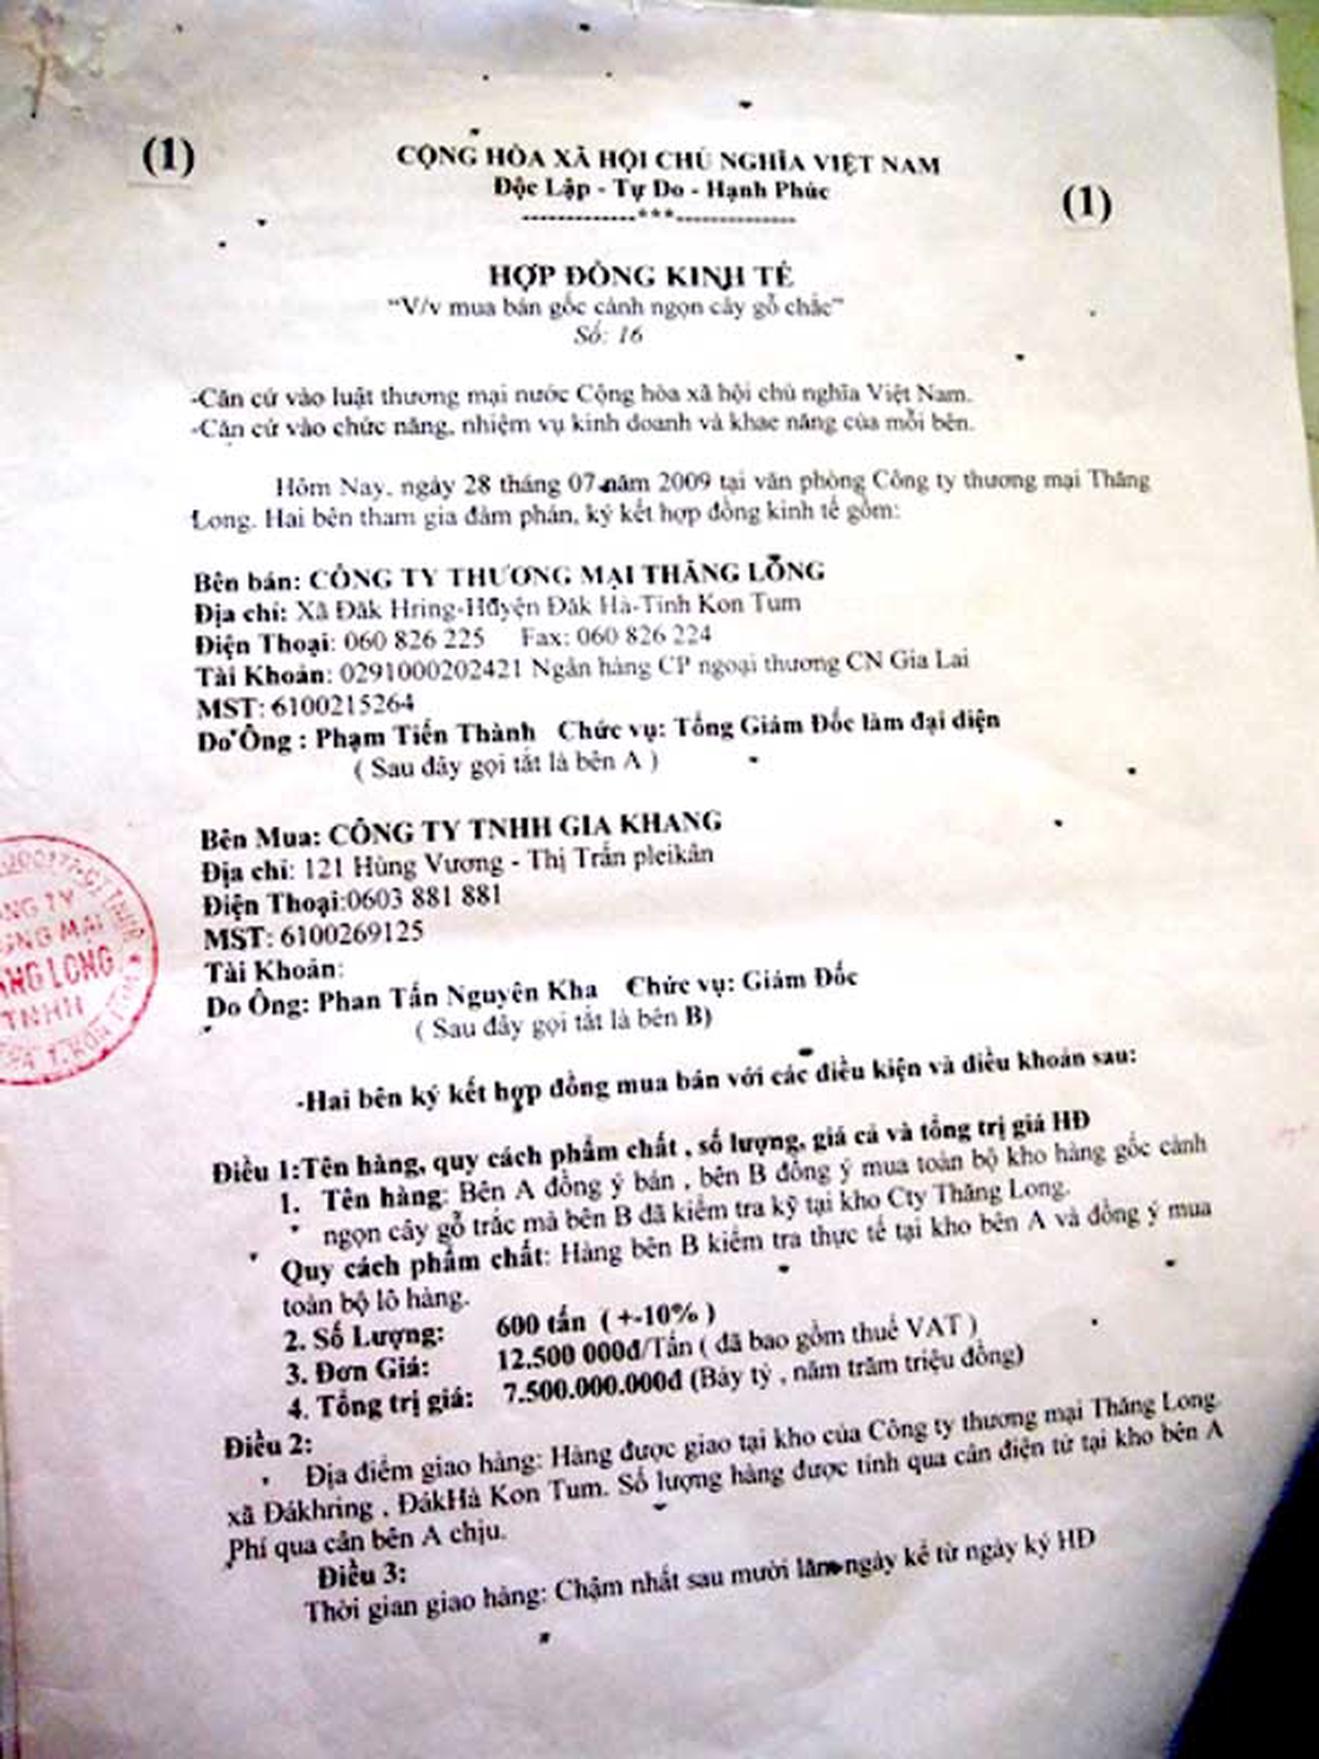 (1)
CỘNG HÒA XÃ HỘI CHỦ NGHĨA VIỆT NAM
Độc Lập - Tự Do - Hạnh Phúc
-------------***-------------
(1)
HỢP ĐỒNG KINH TẾ
“V/v mua bán gốc cành ngọn cây gỗ chắc”
Số: 16
-Căn cứ vào luật thương mại nước Cộng hòa xã hội chủ nghĩa Việt Nam.
-Căn cứ vào chức năng, nhiệm vụ kinh doanh và khae năng của mỗi bên.
Hôm Nay, ngày 28 tháng 07 năm 2009 tại văn phòng Công ty thương mại Thăng
Long. Hai bên tham gia đàm phán, ký kết hợp đồng kinh tế gồm:
Bên bán: CÔNG TY THƯƠNG MẠI THĂNG LONG
Địa chỉ: Xã Đăk Hring-Huyện Đăk Hà-Tỉnh Kon Tum
Điện Thoại: 060 826 225 Fax: 060 826 224
Tài Khoản: 0291000202421 Ngân hàng CP ngoại thương CN Gia Lai
MST: 6100215264
Do Ông : Phạm Tiến Thành Chức vụ: Tổng Giám Đốc làm đại diện
( Sau đây gọi tắt là bên A )
Bên Mua: CÔNG TY TNHH GIA KHANG
Địa chỉ: 121 Hùng Vương - Thị Trấn pleikân
Điện Thoại:0603 881 881
MST: 6100269125
Tài Khoản:
Do Ông: Phan Tấn Nguyên Kha Chức vụ: Giám Đốc
( Sau đây gọi tắt là bên B)
-Hai bên ký kết hợp đồng mua bán với các điều kiện và điều khoản sau:
Điều 1:Tên hàng, quy cách phẩm chất , số lượng, giá cả và tổng trị giá HĐ
1. Tên hàng: Bên A đồng ý bán , bên B đồng ý mua toàn bộ kho hàng gốc cành
ngọn cây gỗ trắc mà bên B đã kiểm tra kỹ tại kho Cty Thăng Long.
Quy cách phẩm chất: Hàng bên B kiểm tra thực tế tại kho bên A và đồng ý mua
toàn bộ lô hàng.
2. Số Lượng: 600 tấn ( +-10% )
3. Đơn Giá: 12.500 000đ/Tấn ( đã bao gồm thuế VAT )
4. Tổng trị giá: 7.500.000.000đ (Bảy tỷ , năm trăm triệu đồng)
Điều 2:
Địa điểm giao hàng: Hàng được giao tại kho của Công ty thương mại Thăng Long.
xã Đákhring , ĐákHà Kon Tum. Số lượng hàng được tính qua cân điện tử tại kho bên A
Phí qua cân bên A chịu.
Điều 3:
Thời gian giao hàng: Chậm nhất sau mười lăm ngày kể từ ngày ký HĐ
NG TY
NG MẠI
ANG LONG
TNHH